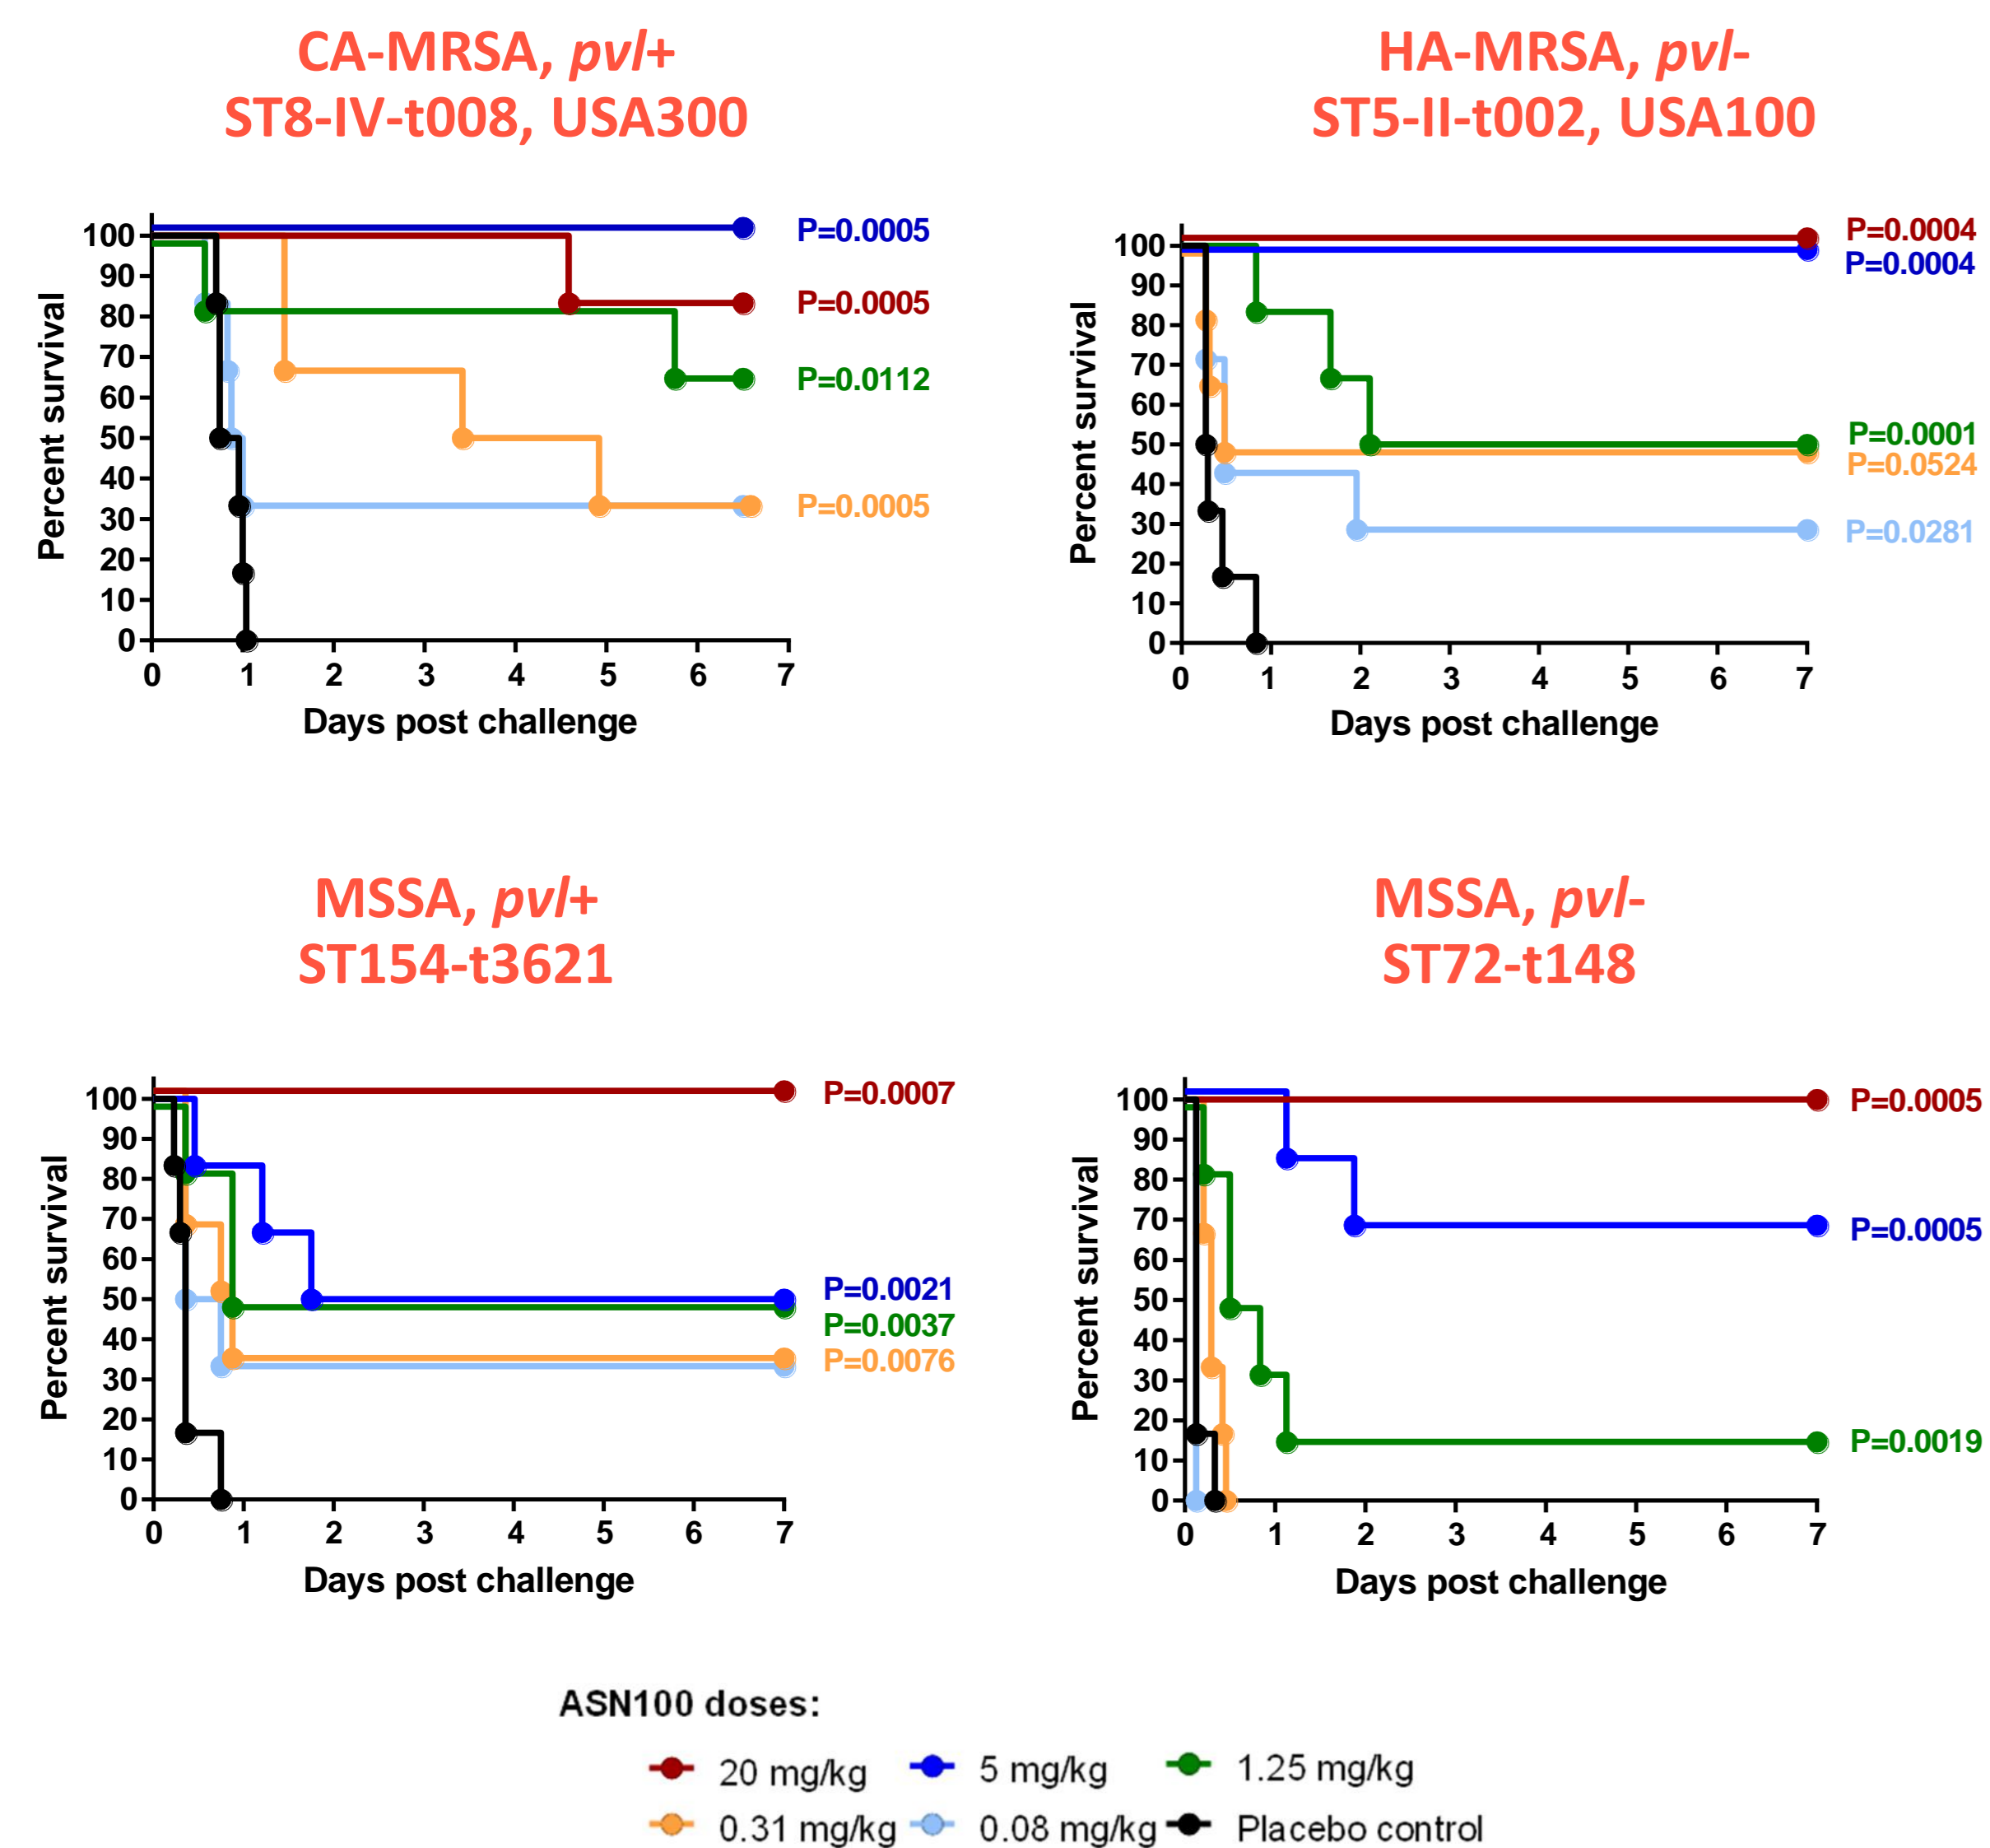 CA-MRSA, pvl+
ST8-IV-t008, USA300
Percent survival
100
90
80
70
60
50
40
30
20
10
0
0 1 2 3 4 5 6 7
Days post challenge
P=0.0005
P=0.0005
P=0.0112
P=0.0005
HA-MRSA, pvl-
ST5-II-t002, USA100
Percent survival
100
90
80
70
60
50
40
30
20
10
0
0 1 2 3 4 5 6 7
Days post challenge
P=0.0004
P=0.0004
P=0.0001
P=0.0524
P=0.0281
MSSA, pvl+
ST154-t3621
Percent survival
100
90
80
70
60
50
40
30
20
10
0
0 1 2 3 4 5 6 7
Days post challenge
P=0.0007
P=0.0021
P=0.0037
P=0.0076
MSSA, pvl-
ST72-t148
Percent survival
100
90
80
70
60
50
40
30
20
10
0
0 1 2 3 4 5 6 7
Days post challenge
P=0.0005
P=0.0005
P=0.0019
ASN100 doses:
20 mg/kg 5 mg/kg 1.25 mg/kg
0.31 mg/kg 0.08 mg/kg Placebo control